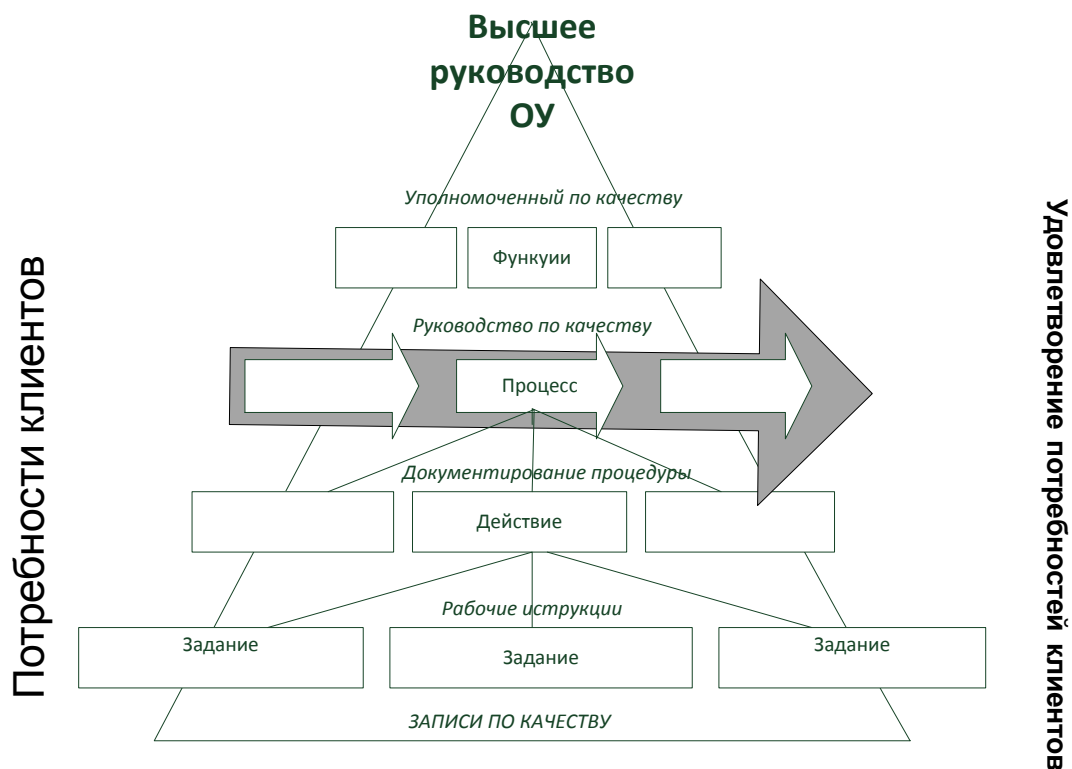 Высшее
руководство
ОУ
Уполномоченный по качеству
Функуии
Руководство по качеству
Процесс
Документирование процедуры
Действие
Рабочие иструкции
Задание
Задание
Задание
ЗАПИСИ ПО КАЧЕСТВУ
Потребности клиентов
Удовлетворение потребностей клиентов